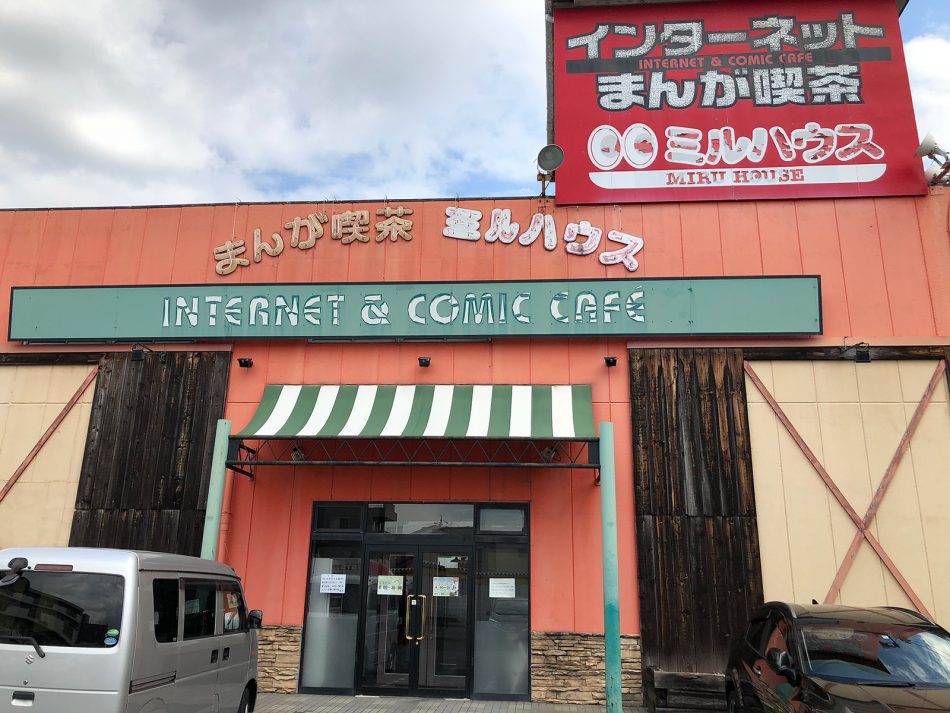 インターネット
INTERNET & COMIC CAFE
まんが喫茶
ミルハウス
MIRU HOUSE
まんが喫茶 ミルハウス
INTERNET & COMIC CAFÉ